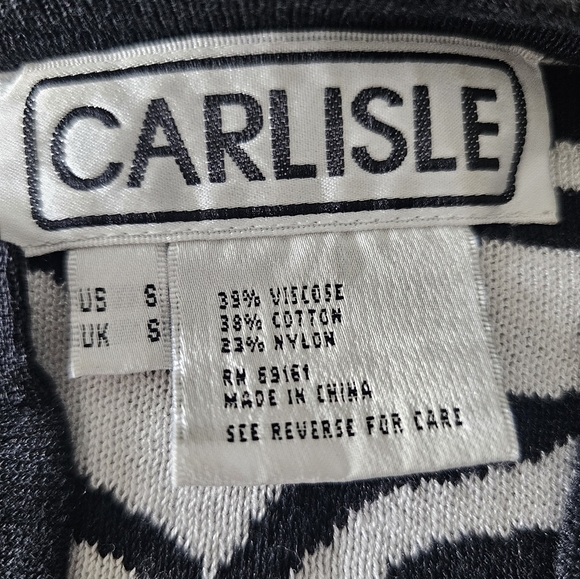 CARLISLE
US S
UK S
39% VISCOSE
38% COTTON
23% NYLON
RN 69161
MADE IN CHINA
SEE REVERSE FOR CARE